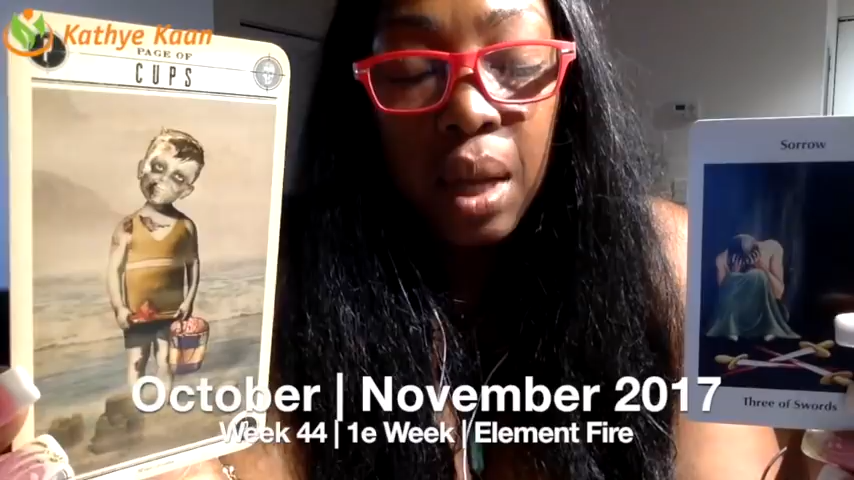 Kathye Kaan
PAGE OF
CUPS
Sorrow
October | November 2017
Week 44 | 1e Week | Element Fire
Three of Swords